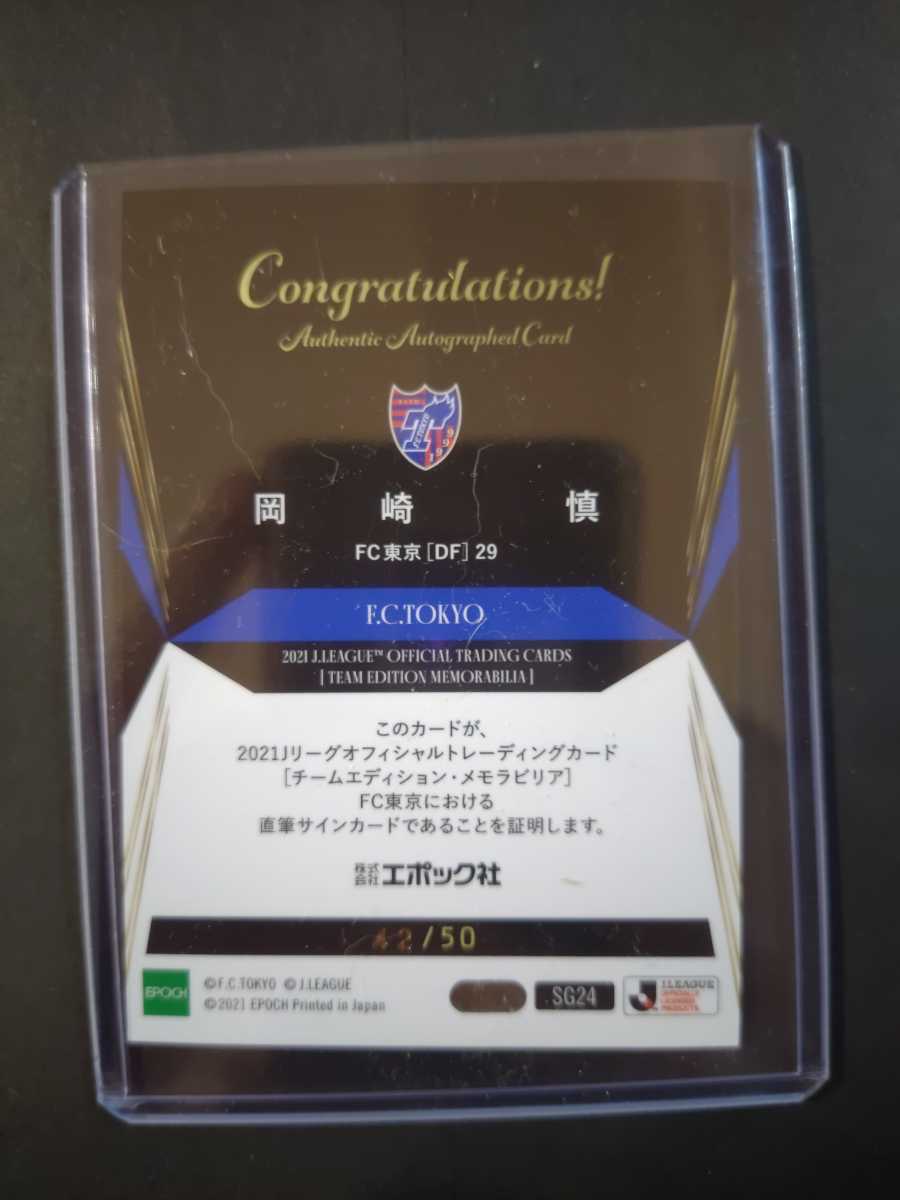 Congratulations!
Authentic Autographed Card
F.C.TOKYO
1999
岡崎 慎
FC東京［DF］29
F.C.TOKYO
2021 J.LEAGUE™ OFFICIAL TRADING CARDS
[ TEAM EDITION MEMORABILIA ]
このカードが、
2021Jリーグオフィシャルトレーディングカード
［チームエディション・メモラビリア］
FC東京における
直筆サインカードであることを証明します。
株式会社エポック社
42/50
EPOCH
©F.C.TOKYO ©J.LEAGUE
©2021 EPOCH Printed in Japan
SG24
J.LEAGUE
OFFICIALLY
LICENSED
PRODUCTS